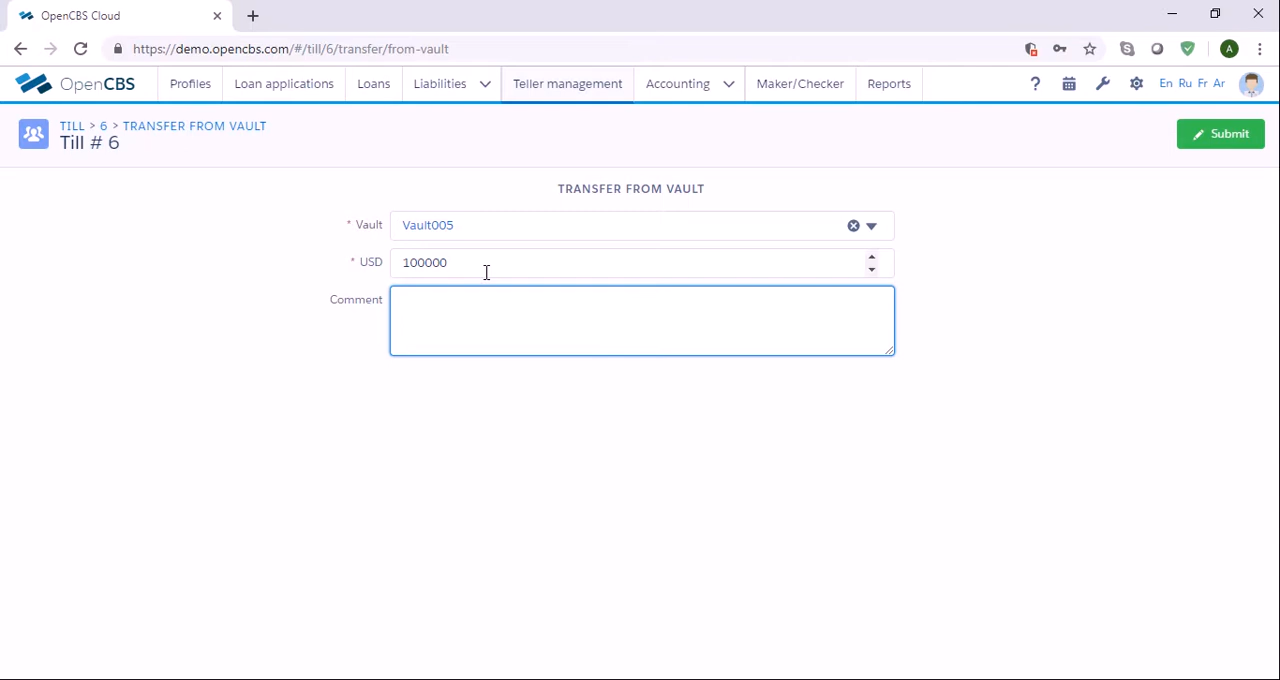 OpenCBS Cloud
https://demo.opencbs.com/#/till/6/transfer/from-vault
A
OpenCBS Profiles Loan applications Loans Liabilities Teller management Accounting Maker/Checker Reports ? En Ru Fr Ar
TILL > 6 > TRANSFER FROM VAULT
Till # 6
Submit
TRANSFER FROM VAULT
* Vault Vault005
* USD 100000
Comment